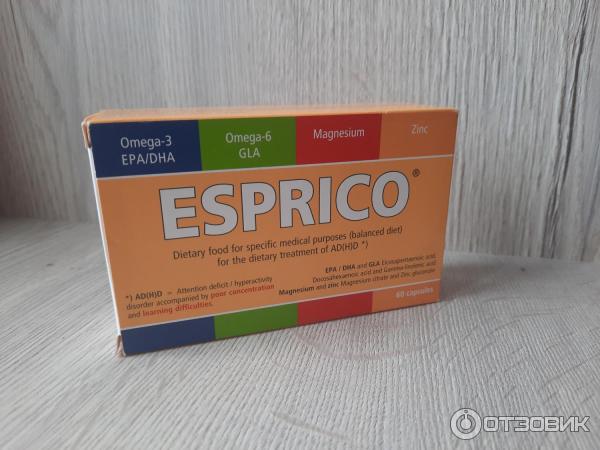 Omega-3
EPA/DHA
Omega-6
GLA
Magnesium
Zinc
ESPRICO®
Dietary food for specific medical purposes (balanced diet)
for the dietary treatment of AD(H)D *)
*) AD(H)D = Attention deficit / hyperactivity
disorder accompanied by poor concentration
and learning difficulties.
EPA / DHA and GLA Eicosapentaenoic acid,
Docosahexaenoic acid and Gamma-linolenic acid
Magnesium and zinc Magnesium citrate and Zinc gluconate
60 capsules
ОТЗОВИК